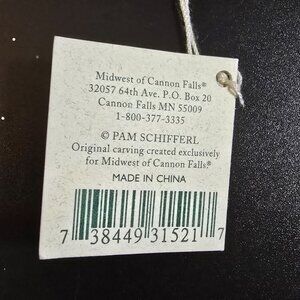 Midwest of Cannon Falls®
32057 64th Ave. P.O. Box 20
Cannon Falls MN 55009
1-800-377-3335
© PAM SCHIFFERL
Original carving created exclusively
for Midwest of Cannon Falls®
MADE IN CHINA
7 38449 31521 7